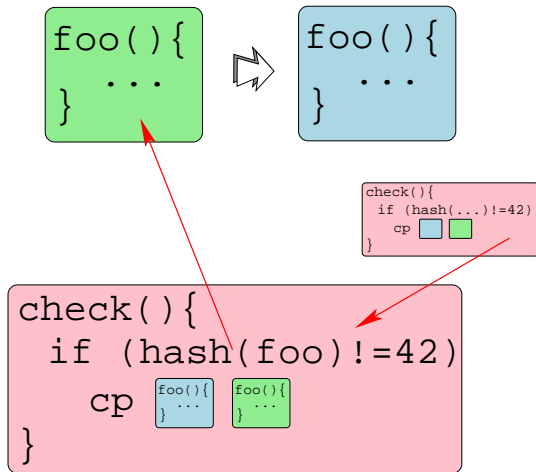 foo(){
...
}
foo(){
...
}
check(){
if (hash(...)!=42)
cp
}
check(){
if (hash(foo)!=42)
cp
foo(){
...
}
foo(){
...
}
}